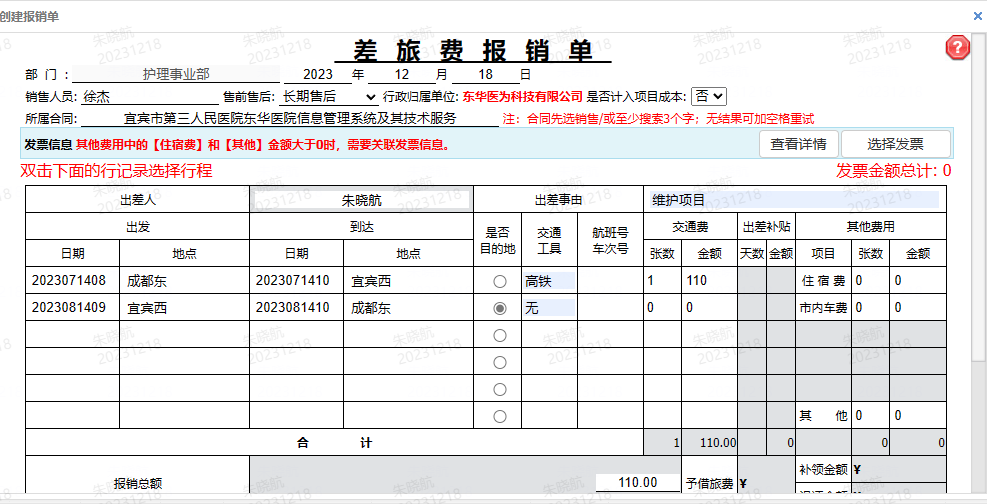 创建报销单 ×
差 旅 费 报 销 单
部 门 ： 护理事业部 2023 年 12 月 18 日
销售人员: 徐杰 售前售后: 长期售后 行政归属单位: 东华医为科技有限公司 是否计入项目成本: 否
所属合同: 宜宾市第三人民医院东华医院信息管理系统及其技术服务 注：合同先选销售/或至少搜索3个字；无结果可加空格重试
发票信息 其他费用中的【住宿费】和【其他】金额大于0时，需要关联发票信息。 查看详情 选择发票
双击下面的行记录选择行程 发票金额总计: 0
出差人 朱晓航 出差事由 维护项目
出发 到达 是否目的地 交通工具 航班号车次号 交通费 出差补贴 其他费用
日期 地点 日期 地点 张数 金额 天数 金额 项目 张数 金额
2023071408 成都东 2023071410 宜宾西 高铁 1 110 住 宿 费 0 0
2023081409 宜宾西 2023081410 成都东 无 0 0 市内车费 0 0
其 他 0 0
合 计 1 110.00 0 0 0
报销总额 110.00 予借旅费 ¥ 补领金额 ¥
朱晓航
20231218